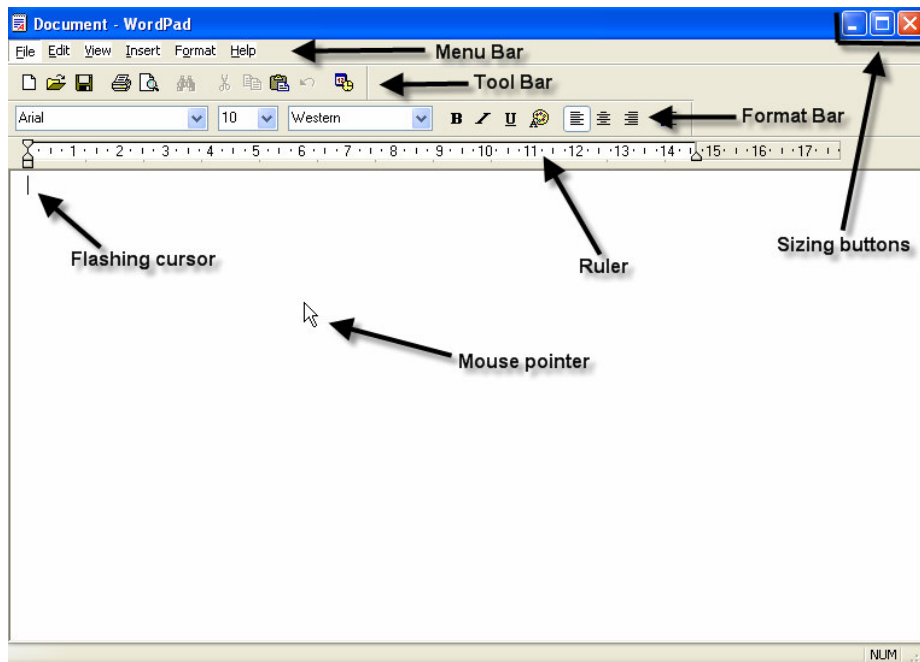 Document - WordPad
File Edit View Insert Format Help
Menu Bar
Tool Bar
Arial 10 Western B I U
Format Bar
1 2 3 4 5 6 7 8 9 10 11 12 13 14 15 16 17
Flashing cursor
Ruler
Sizing buttons
Mouse pointer
NUM